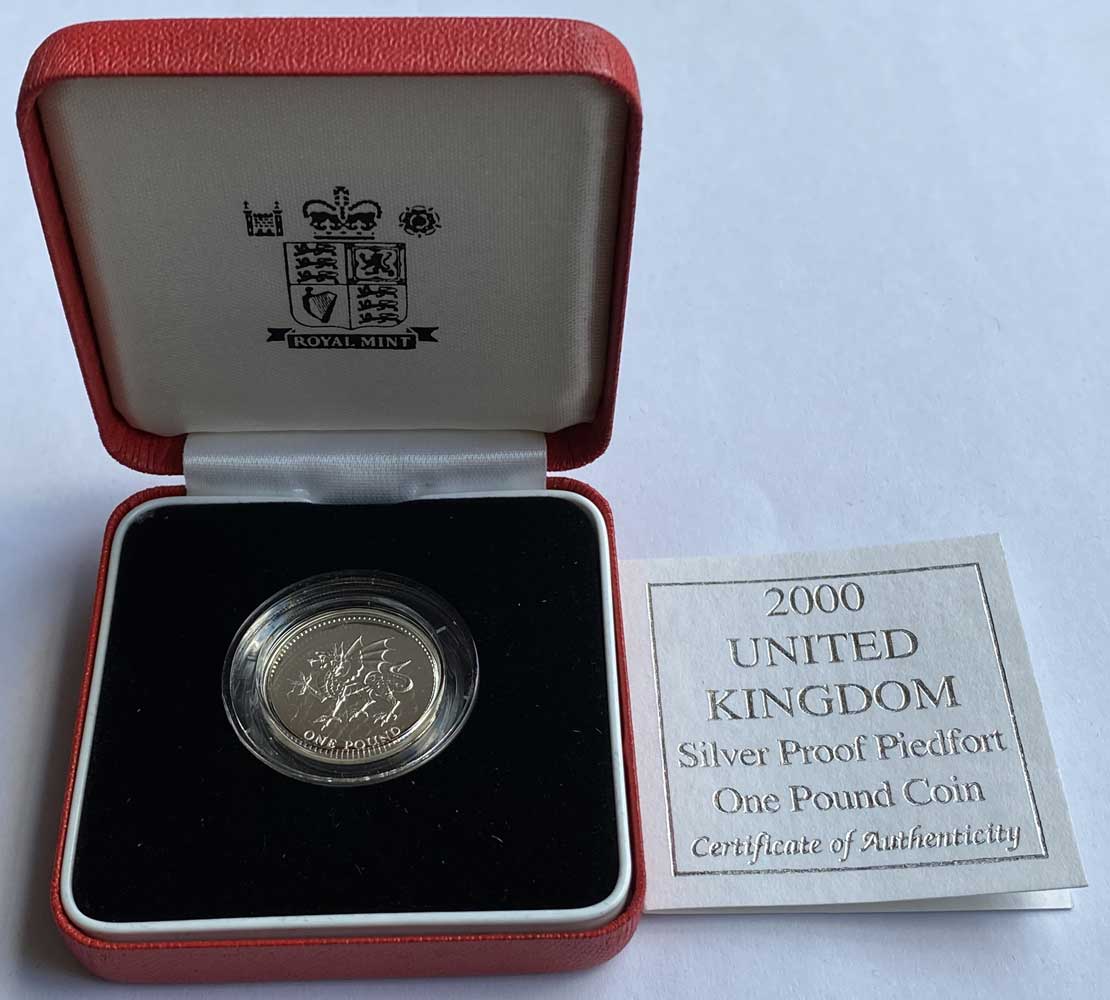 ROYAL MINT
ONE POUND
2000
UNITED
KINGDOM
Silver Proof Piedfort
One Pound Coin
Certificate of Authenticity